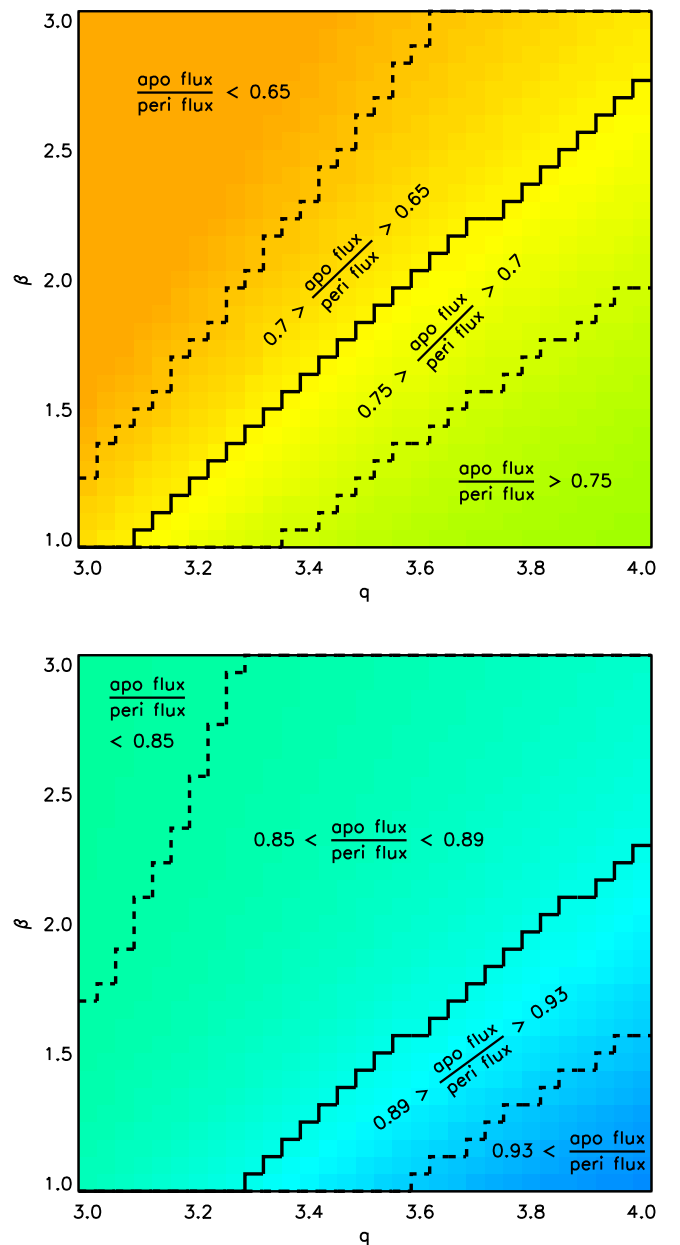 3.0
apo flux
peri flux < 0.65
2.5
0.7 > apo flux
peri flux > 0.65
2.0
β
0.75 > apo flux
peri flux > 0.7
1.5
apo flux
peri flux > 0.75
1.0
3.0 3.2 3.4 3.6 3.8 4.0
q
3.0
apo flux
peri flux
< 0.85
2.5
0.85 < apo flux
peri flux < 0.89
2.0
β
1.5
0.89 > apo flux
peri flux > 0.93
0.93 < apo flux
peri flux
1.0
3.0 3.2 3.4 3.6 3.8 4.0
q